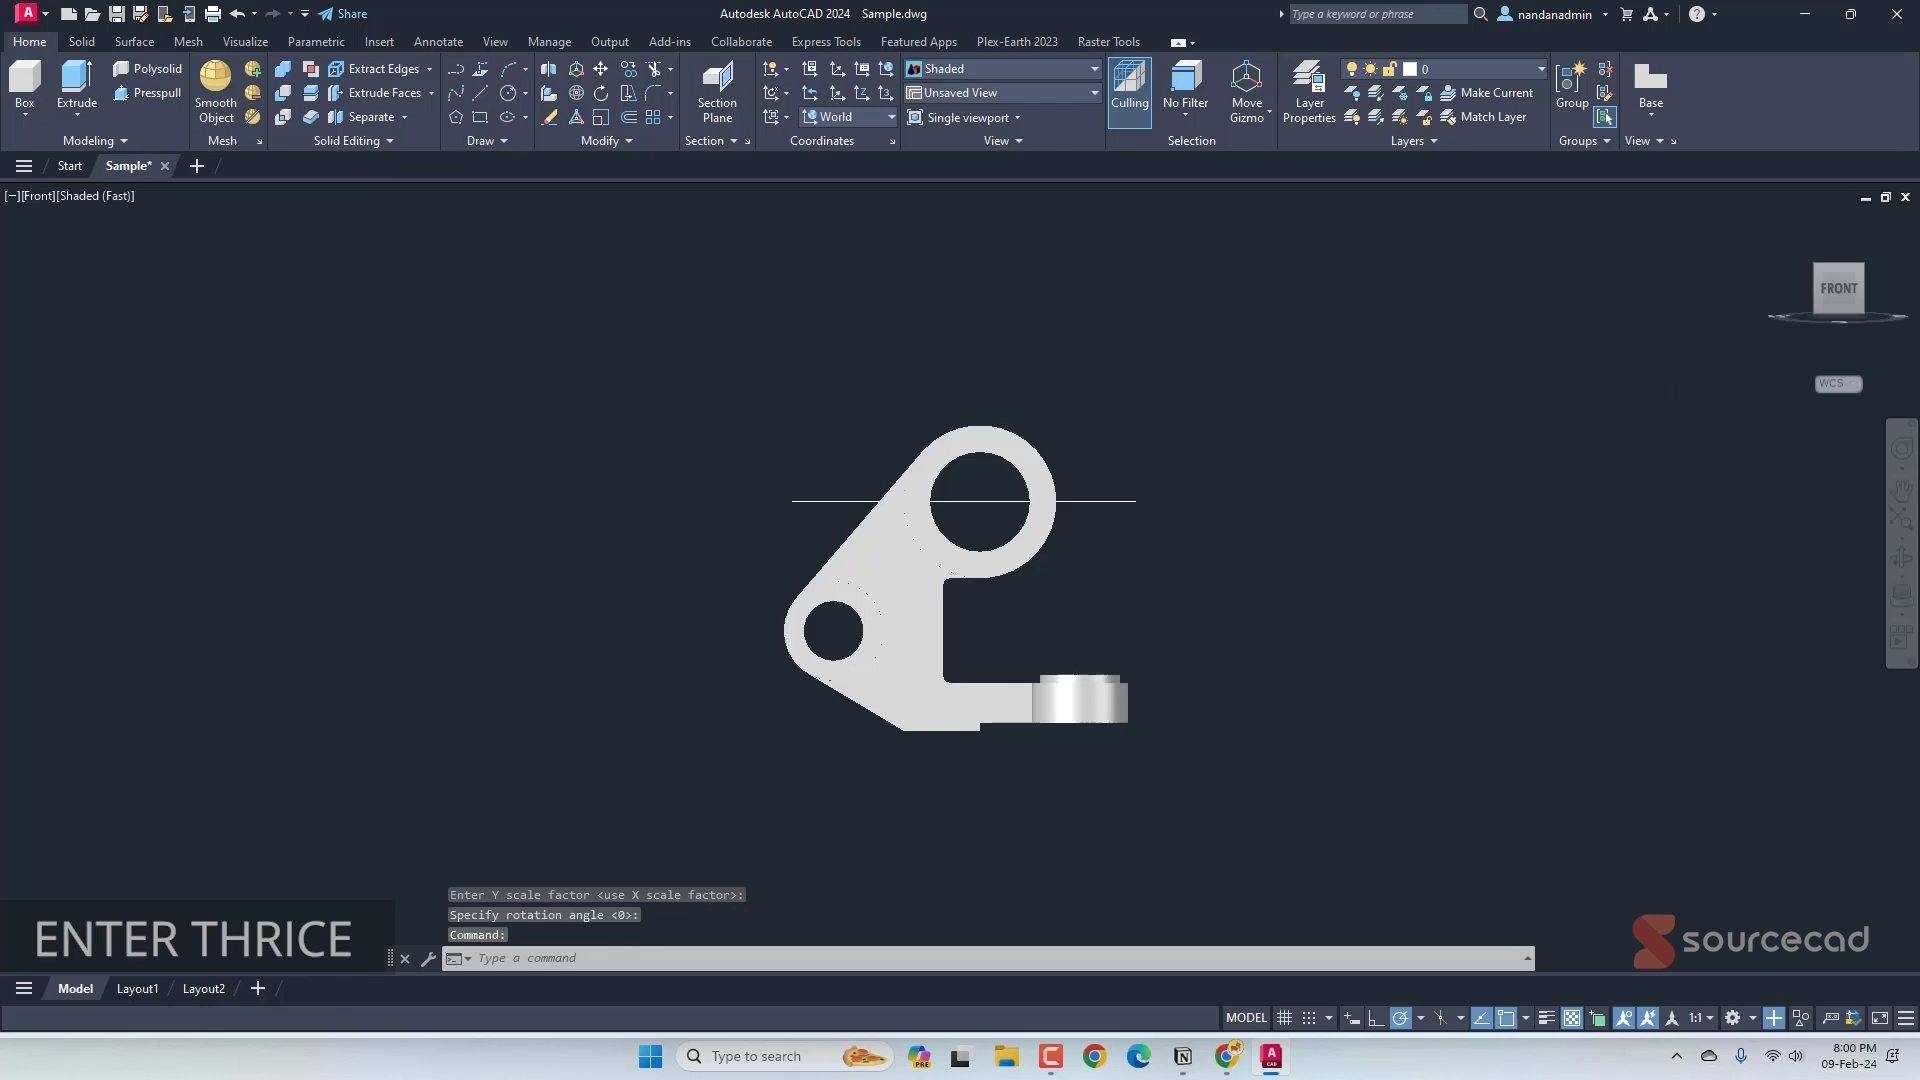 Share
Autodesk AutoCAD 2024 Sample.dwg
Type a keyword or phrase
nandanadmin
Home Solid Surface Mesh Visualize Parametric Insert Annotate View Manage Output Add-ins Collaborate Express Tools Featured Apps Plex-Earth 2023 Raster Tools
Polysolid
Extract Edges
Shaded
0
Presspull
Extrude Faces
Unsaved View
Make Current
Box
Extrude
Smooth
Object
Separate
Section
Plane
World
Single viewport
Culling
No Filter
Move
Gizmo
Layer
Properties
Match Layer
Group
Base
Modeling
Mesh
Solid Editing
Draw
Modify
Section
Coordinates
View
Selection
Layers
Groups
View
Start
Sample*
[−][Front][Shaded (Fast)]
FRONT
WCS
Enter Y scale factor <use X scale factor>:
Specify rotation angle <0>:
Command:
ENTER THRICE
Type a command
sourcecad
Model
Layout1
Layout2
MODEL
1:1
Type to search
PRE
CAD
8:00 PM
09-Feb-24